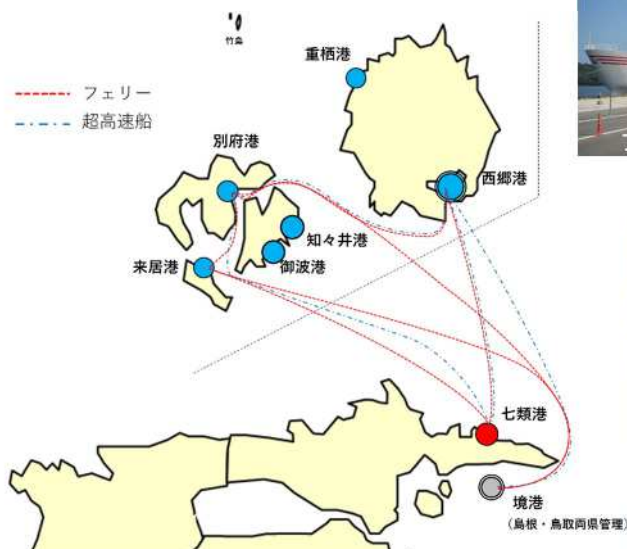 竹島
重栖港
フェリー
超高速船
別府港
西郷港
知々井港
御波港
来居港
七類港
境港
(島根・鳥取両県管理)